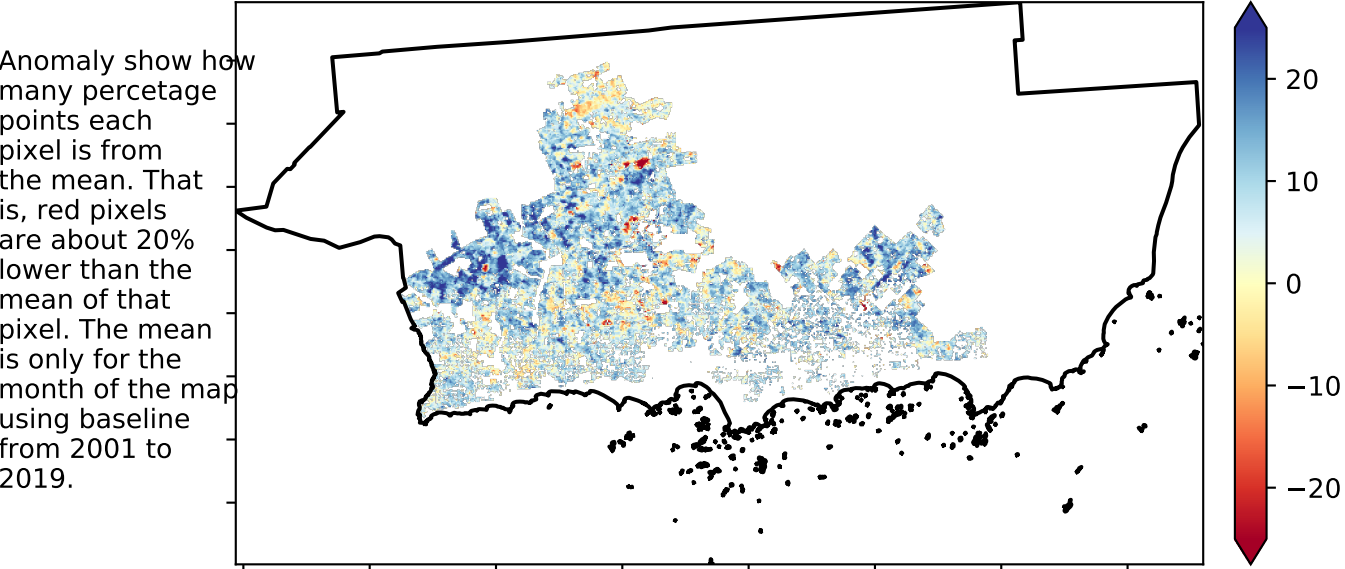 Anomaly show how
many percetage
points each
pixel is from
the mean. That
is, red pixels
are about 20%
lower than the
mean of that
pixel. The mean
is only for the
month of the map
using baseline
from 2001 to
2019.
20
10
0
−10
−20